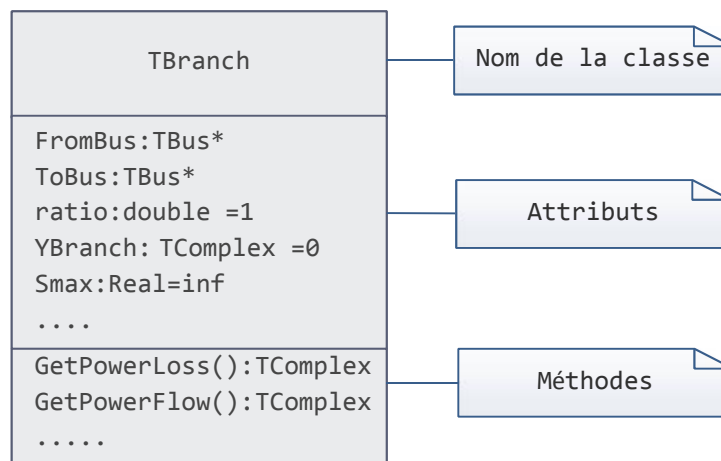 TBranch
Nom de la classe
FromBus:TBus*
ToBus:TBus*
ratio:double =1
YBranch: TComplex =0
Smax:Real=inf
....
Attributs
GetPowerLoss():TComplex
GetPowerFlow():TComplex
.....
Méthodes